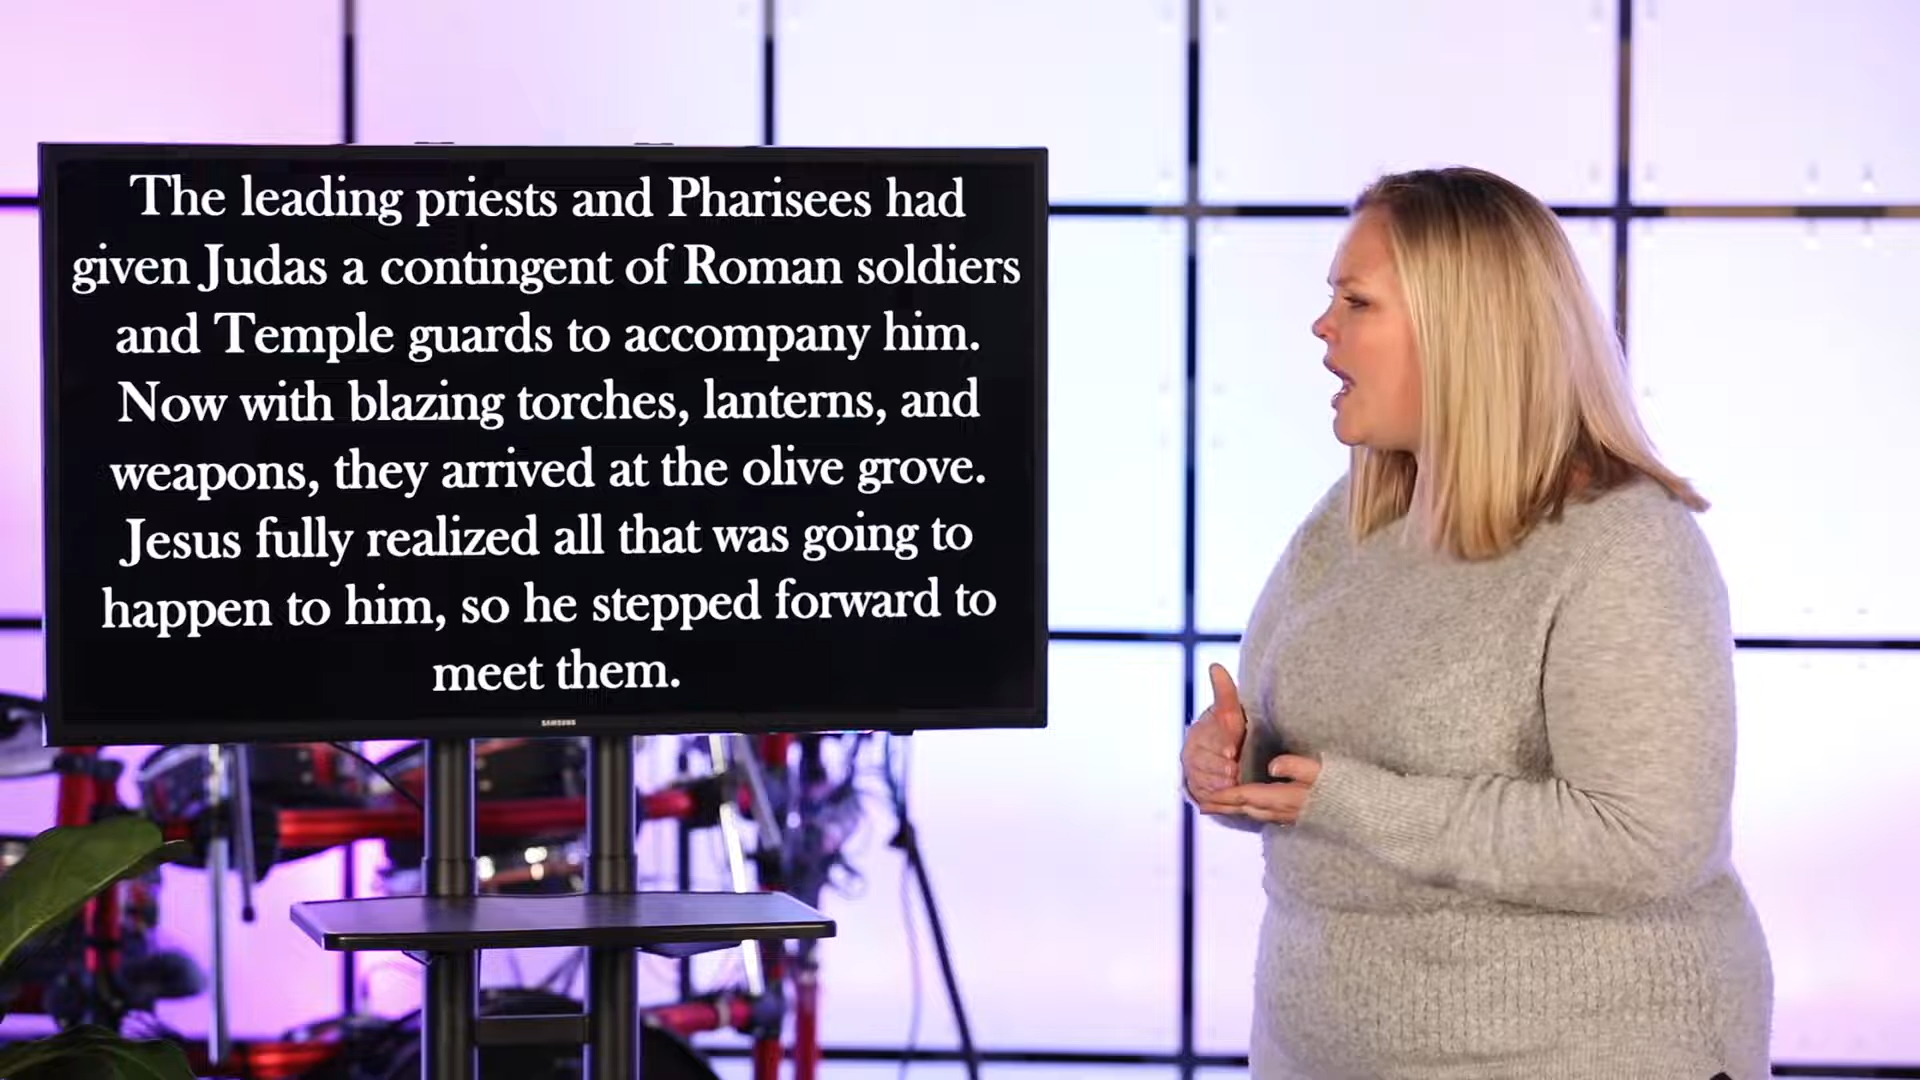 The leading priests and Pharisees had
given Judas a contingent of Roman soldiers
and Temple guards to accompany him.
Now with blazing torches, lanterns, and
weapons, they arrived at the olive grove.
Jesus fully realized all that was going to
happen to him, so he stepped forward to
meet them.
SAMSUNG